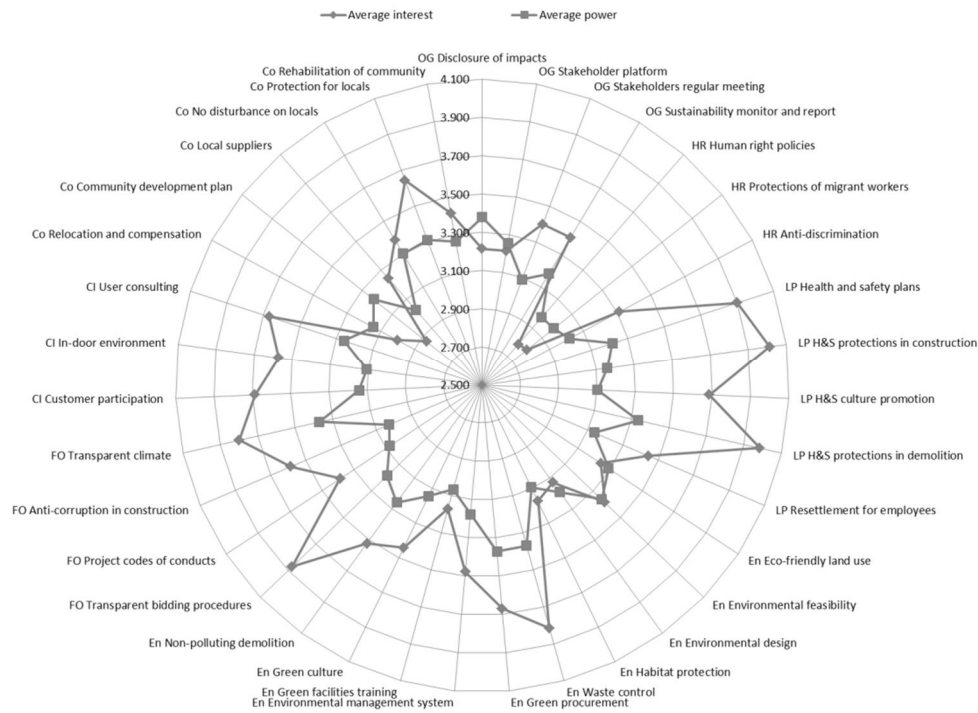 Average interest
Average power
OG Disclosure of impacts
OG Stakeholder platform
OG Stakeholders regular meeting
OG Sustainability monitor and report
HR Human right policies
HR Protections of migrant workers
HR Anti-discrimination
LP Health and safety plans
LP H&S protections in construction
LP H&S culture promotion
LP H&S protections in demolition
LP Resettlement for employees
En Eco-friendly land use
En Environmental feasibility
En Environmental design
En Habitat protection
En Waste control
En Green procurement
En Environmental management system
En Green facilities training
En Green culture
En Non-polluting demolition
FO Transparent bidding procedures
FO Project codes of conducts
FO Anti-corruption in construction
FO Transparent climate
CI Customer participation
CI In-door environment
CI User consulting
Co Relocation and compensation
Co Community development plan
Co Local suppliers
Co No disturbance on locals
Co Protection for locals
Co Rehabilitation of community
4.100
3.900
3.700
3.500
3.300
3.100
2.900
2.700
2.500